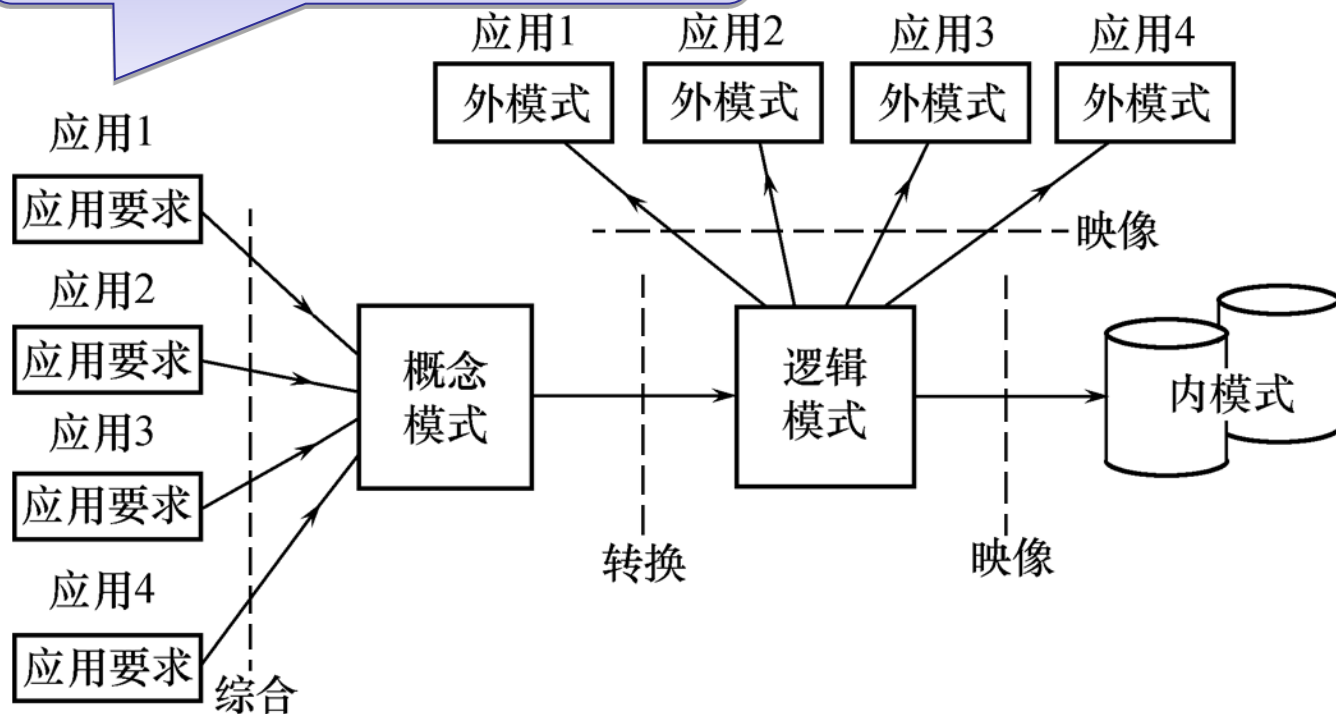 应用1
应用2
应用3
应用4
外模式
外模式
外模式
外模式
映像
应用1
应用要求
应用2
应用要求
应用3
应用要求
应用4
应用要求
综合
概念
模式
转换
逻辑
模式
映像
内模式